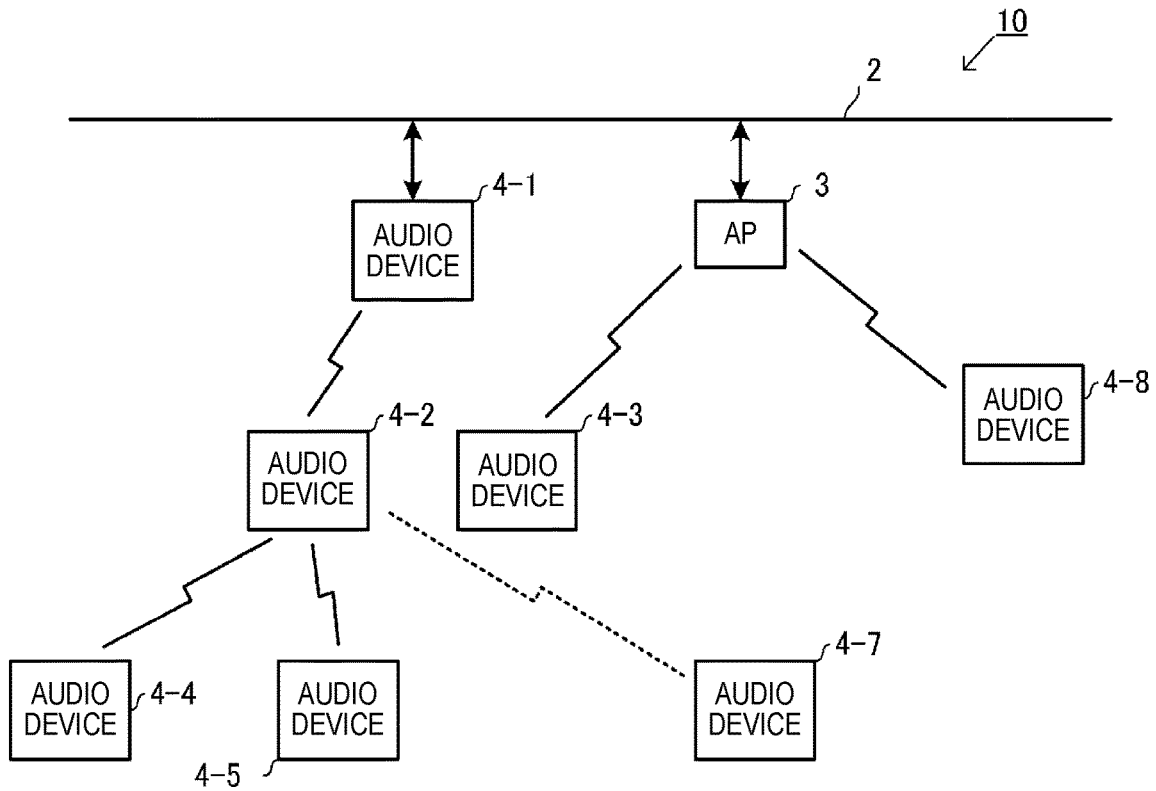 10
2
4-1
3
AUDIO
DEVICE
AP
4-8
AUDIO
DEVICE
4-2
4-3
AUDIO
DEVICE
AUDIO
DEVICE
4-7
AUDIO
DEVICE
4-4
AUDIO
DEVICE
4-5
AUDIO
DEVICE